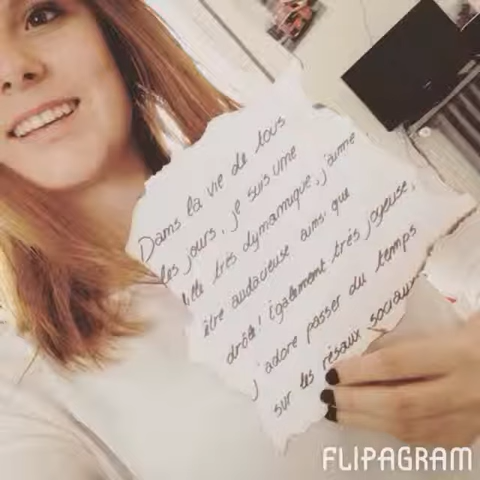 Dans la vie de tous
les jours, je suis une
fille très dynamique, j'aime
être audacieuse ainsi que
drôle! Également très joyeuse,
j'adore passer du temps
sur les résaux sociaux
FLIPAGRAM